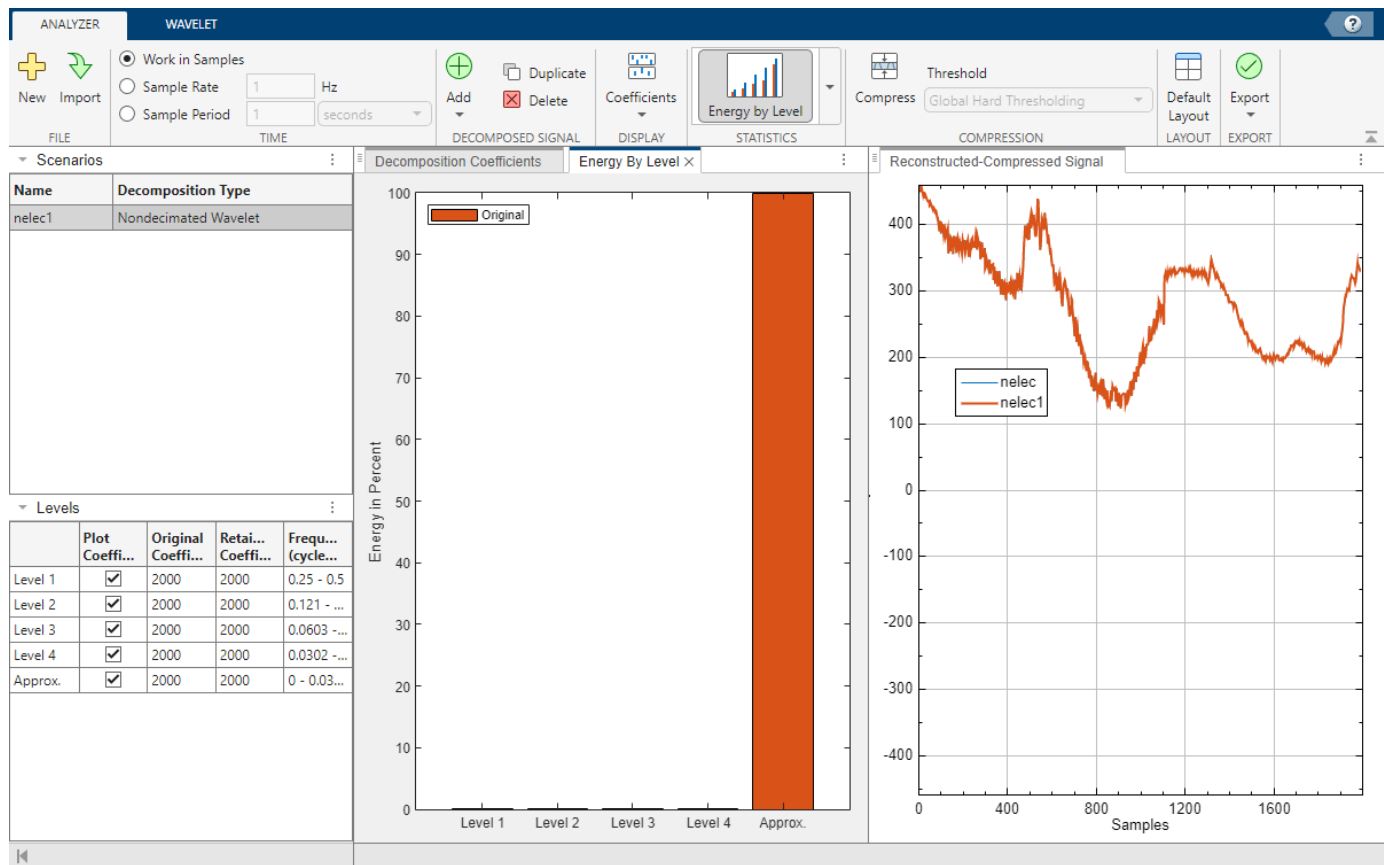 ANALYZER WAVELET ?
New Import
Work in Samples
Sample Rate 1 Hz
Sample Period 1 seconds
Add
Duplicate
Delete
Coefficients
Energy by Level
Compress
Threshold
Global Hard Thresholding
Default
Layout
Export
FILE TIME DECOMPOSED SIGNAL DISPLAY STATISTICS COMPRESSION LAYOUT EXPORT
Scenarios
Name Decomposition Type
nelec1 Nondecimated Wavelet
Levels
Plot Coeffi... Original Coeffi... Retai... Coeffi... Frequ... (cycle...
Level 1 2000 2000 0.25 - 0.5
Level 2 2000 2000 0.121 - ...
Level 3 2000 2000 0.0603 -...
Level 4 2000 2000 0.0302 -...
Approx. 2000 2000 0 - 0.03...
Decomposition Coefficients Energy By Level
Original
100
90
80
70
60
50
40
30
20
10
0
Energy in Percent
Level 1 Level 2 Level 3 Level 4 Approx.
Reconstructed-Compressed Signal
400
300
200
100
0
-100
-200
-300
-400
nelec
nelec1
0 400 800 1200 1600
Samples